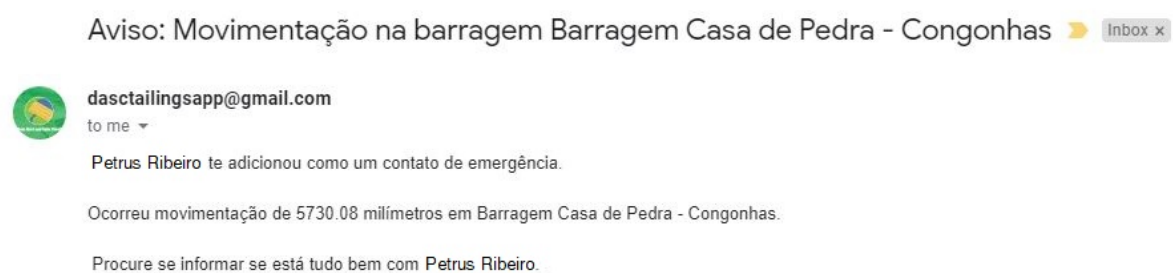 Aviso: Movimentação na barragem Barragem Casa de Pedra - Congonhas Inbox x
dasctailingsapp@gmail.com
to me
Petrus Ribeiro te adicionou como um contato de emergência.
Ocorreu movimentação de 5730.08 milímetros em Barragem Casa de Pedra - Congonhas.
Procure se informar se está tudo bem com Petrus Ribeiro.